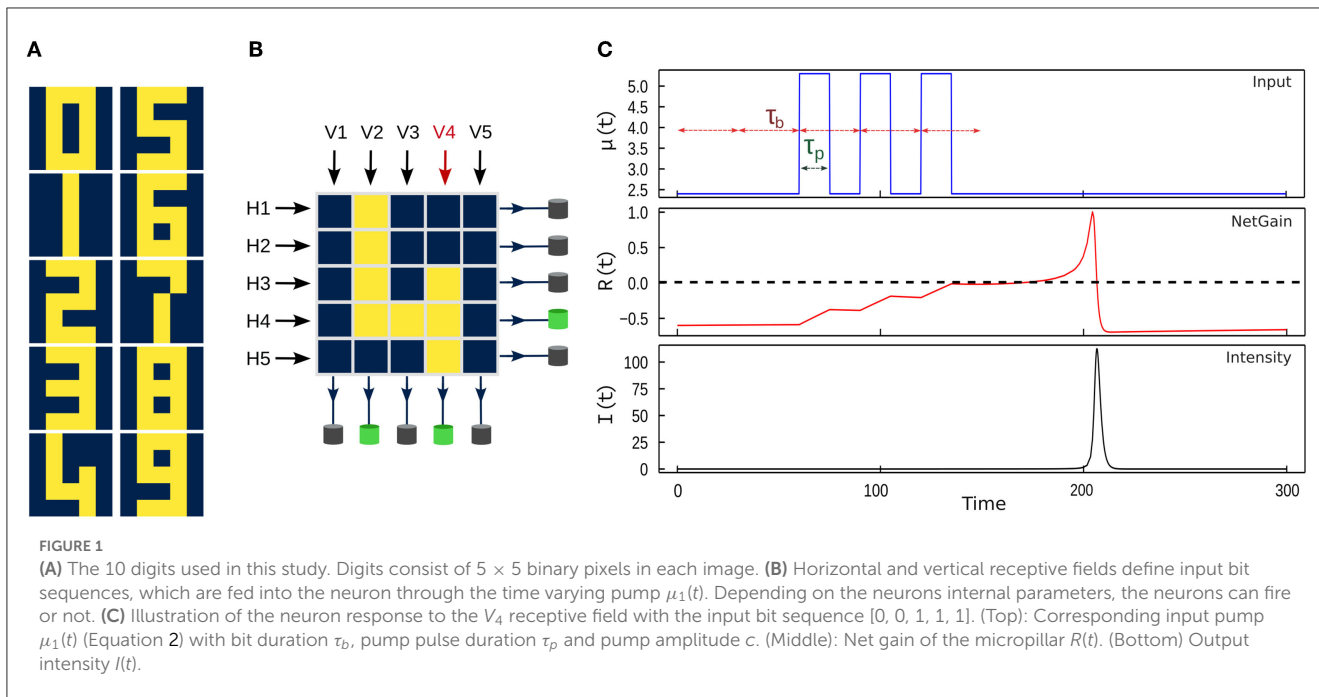 A
B
V1 V2 V3 V4 V5
H1
H2
H3
H4
H5
C
Input
μ(t)
5.0
4.5
4.0
3.5
3.0
2.5
τb
τp
NetGain
R(t)
1.0
0.5
0.0
−0.5
Intensity
I(t)
100
75
50
25
0
0 100 200 300
Time
FIGURE 1
(A) The 10 digits used in this study. Digits consist of 5 × 5 binary pixels in each image. (B) Horizontal and vertical receptive fields define input bit
sequences, which are fed into the neuron through the time varying pump μ1(t). Depending on the neurons internal parameters, the neurons can fire
or not. (C) Illustration of the neuron response to the V4 receptive field with the input bit sequence [0, 0, 1, 1, 1]. (Top): Corresponding input pump
μ1(t) (Equation 2) with bit duration τb, pump pulse duration τp and pump amplitude c. (Middle): Net gain of the micropillar R(t). (Bottom) Output
intensity I(t).